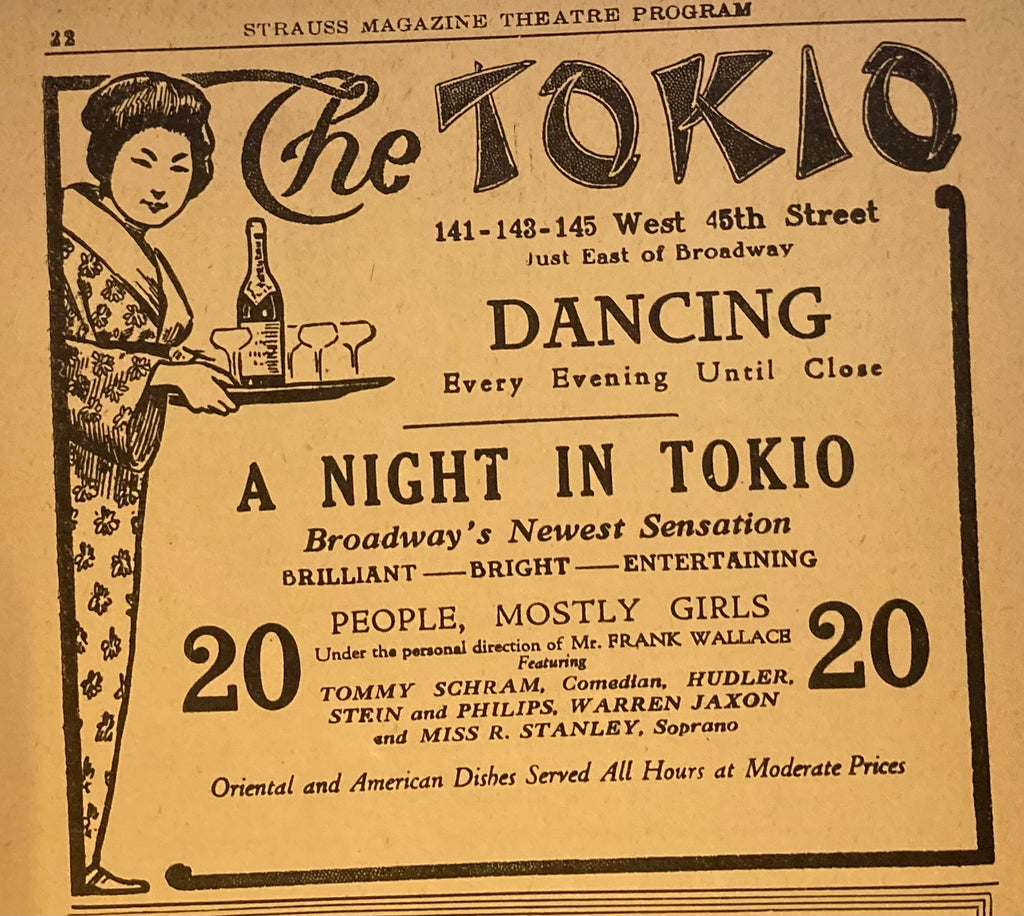 22 STRAUSS MAGAZINE THEATRE PROGRAM
The TOKIO
141-143-145 West 45th Street
Just East of Broadway
DANCING
Every Evening Until Close
A NIGHT IN TOKIO
Broadway's Newest Sensation
BRILLIANT — BRIGHT — ENTERTAINING
20 PEOPLE, MOSTLY GIRLS 20
Under the personal direction of Mr. FRANK WALLACE
Featuring
TOMMY SCHRAM, Comedian, HUDLER,
STEIN and PHILIPS, WARREN JAXON
and MISS R. STANLEY, Soprano
Oriental and American Dishes Served All Hours at Moderate Prices